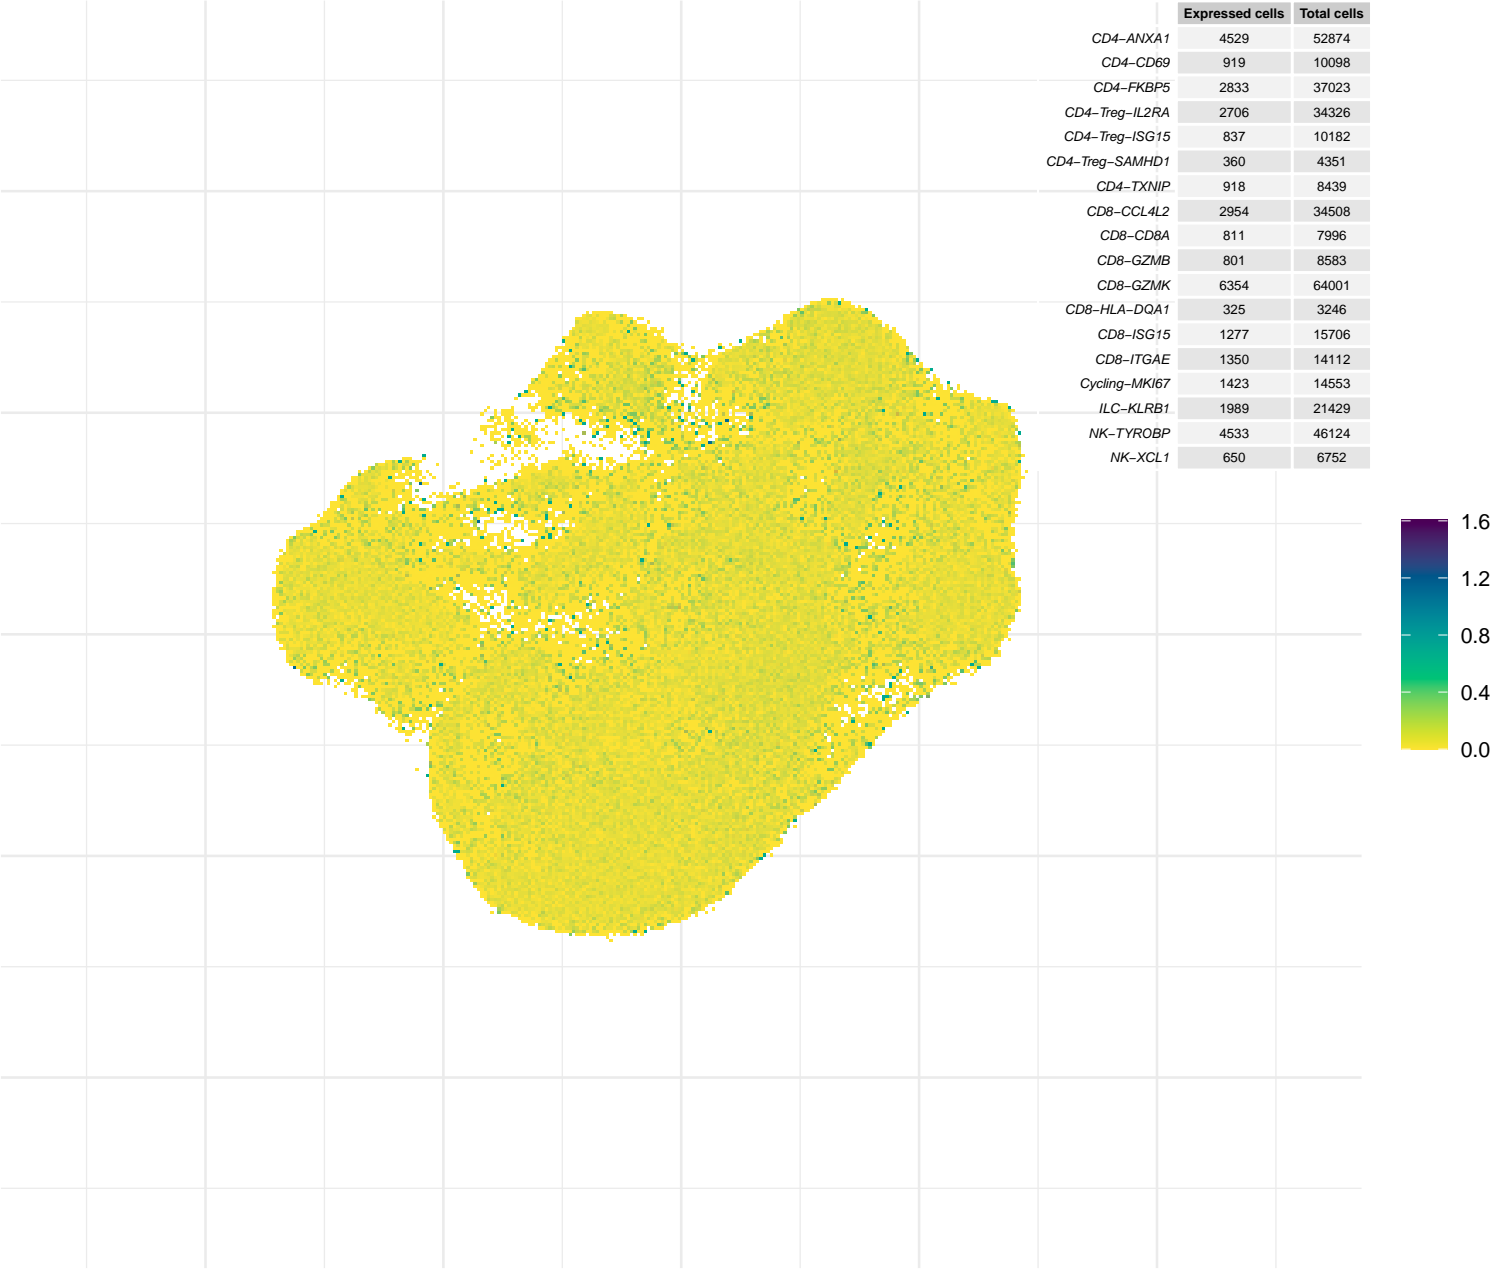 Expressed cells Total cells
CD4−ANXA1 4529 52874
CD4−CD69 919 10098
CD4−FKBP5 2833 37023
CD4−Treg−IL2RA 2706 34326
CD4−Treg−ISG15 837 10182
CD4−Treg−SAMHD1 360 4351
CD4−TXNIP 918 8439
CD8−CCL4L2 2954 34508
CD8−CD8A 811 7996
CD8−GZMB 801 8583
CD8−GZMK 6354 64001
CD8−HLA−DQA1 325 3246
CD8−ISG15 1277 15706
CD8−ITGAE 1350 14112
Cycling−MKI67 1423 14553
ILC−KLRB1 1989 21429
NK−TYROBP 4533 46124
NK−XCL1 650 6752
1.6
1.2
0.8
0.4
0.0